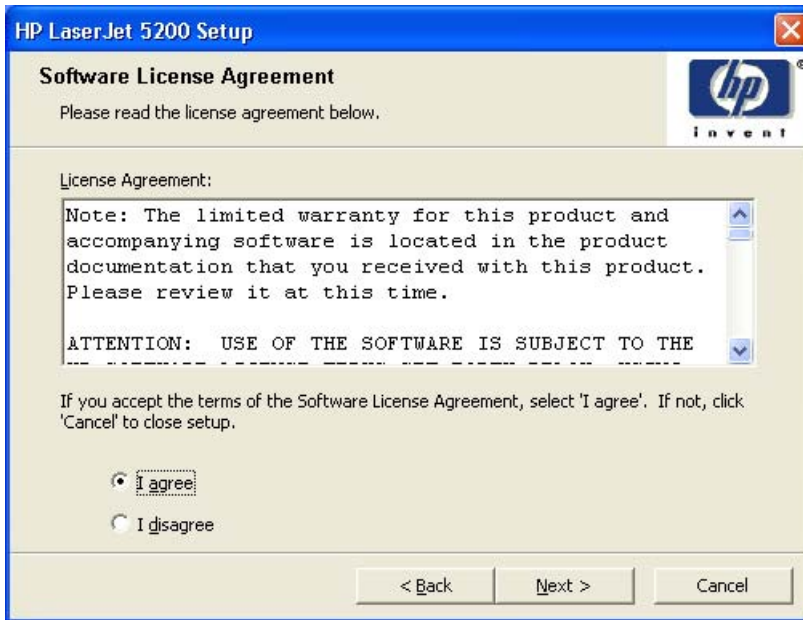 HP LaserJet 5200 Setup
Software License Agreement
Please read the license agreement below.
hp
®
invent
License Agreement:
Note: The limited warranty for this product and
accompanying software is located in the product
documentation that you received with this product.
Please review it at this time.
ATTENTION: USE OF THE SOFTWARE IS SUBJECT TO THE
If you accept the terms of the Software License Agreement, select 'I agree'. If not, click
'Cancel' to close setup.
I agree
I disagree
< Back
Next >
Cancel